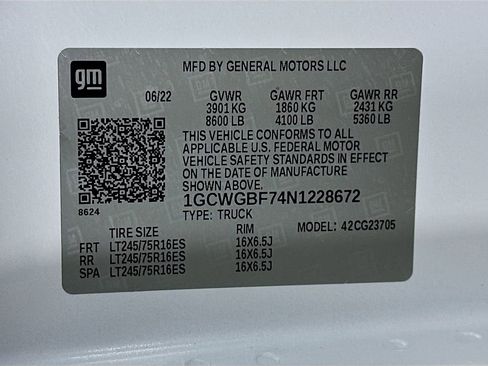 gm
MFD BY GENERAL MOTORS LLC
06/22 GVWR GAWR FRT GAWR RR
3901 KG 1860 KG 2431 KG
8600 LB 4100 LB 5360 LB
THIS VEHICLE CONFORMS TO ALL
APPLICABLE U.S. FEDERAL MOTOR
VEHICLE SAFETY STANDARDS IN EFFECT
ON THE DATE OF MANUFACTURE
SHOWN ABOVE.
8624 1GCWGBF74N1228672
TYPE: TRUCK
TIRE SIZE RIM MODEL: 42CG23705
FRT LT245/75R16ES 16X6.5J
RR LT245/75R16ES 16X6.5J
SPA LT245/75R16ES 16X6.5J